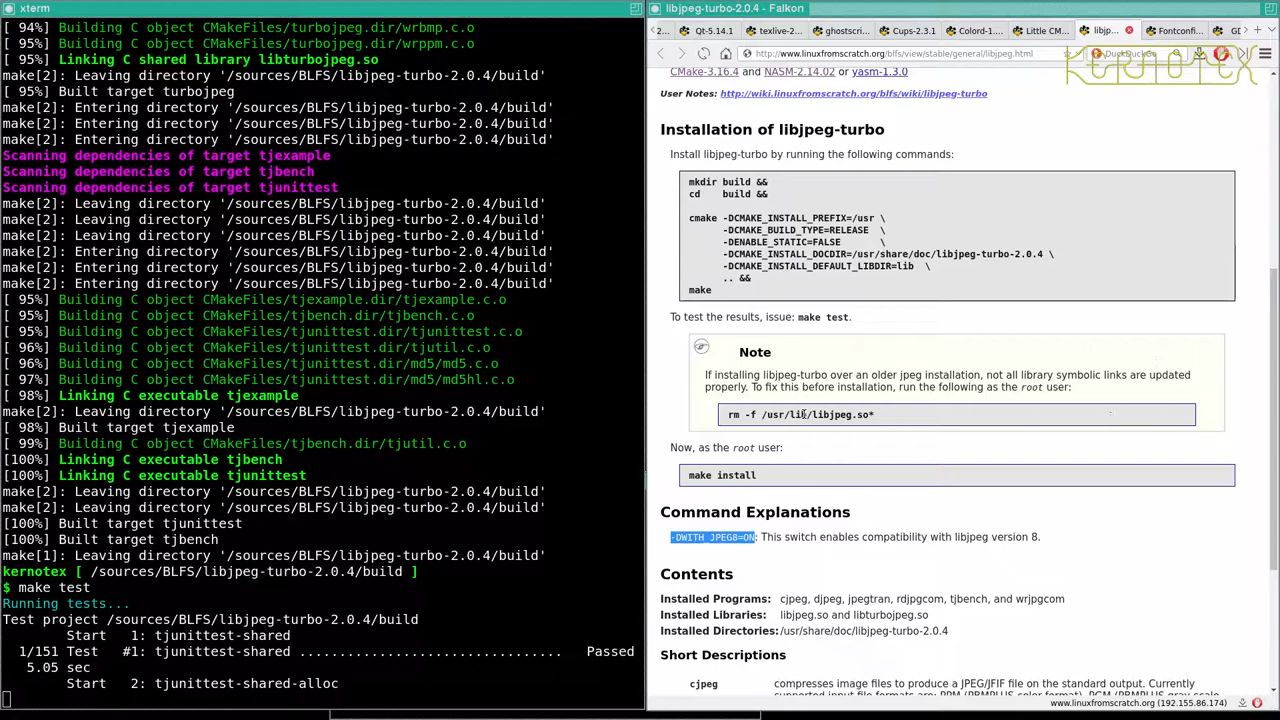 xterm
[ 94%] Building C object CMakeFiles/turbojpeg.dir/wrbmp.c.o
[ 95%] Building C object CMakeFiles/turbojpeg.dir/wrppm.c.o
[ 95%] Linking C shared library libturbojpeg.so
make[2]: Leaving directory '/sources/BLFS/libjpeg-turbo-2.0.4/build'
[ 95%] Built target turbojpeg
make[2]: Entering directory '/sources/BLFS/libjpeg-turbo-2.0.4/build'
make[2]: Entering directory '/sources/BLFS/libjpeg-turbo-2.0.4/build'
make[2]: Entering directory '/sources/BLFS/libjpeg-turbo-2.0.4/build'
Scanning dependencies of target tjexample
Scanning dependencies of target tjbench
Scanning dependencies of target tjunittest
make[2]: Leaving directory '/sources/BLFS/libjpeg-turbo-2.0.4/build'
make[2]: Leaving directory '/sources/BLFS/libjpeg-turbo-2.0.4/build'
make[2]: Leaving directory '/sources/BLFS/libjpeg-turbo-2.0.4/build'
make[2]: Entering directory '/sources/BLFS/libjpeg-turbo-2.0.4/build'
make[2]: Entering directory '/sources/BLFS/libjpeg-turbo-2.0.4/build'
make[2]: Entering directory '/sources/BLFS/libjpeg-turbo-2.0.4/build'
[ 95%] Building C object CMakeFiles/tjexample.dir/tjexample.c.o
[ 95%] Building C object CMakeFiles/tjbench.dir/tjbench.c.o
[ 95%] Building C object CMakeFiles/tjunittest.dir/tjunittest.c.o
[ 96%] Building C object CMakeFiles/tjunittest.dir/tjutil.c.o
[ 96%] Building C object CMakeFiles/tjunittest.dir/md5/md5.c.o
[ 97%] Building C object CMakeFiles/tjunittest.dir/md5/md5hl.c.o
[ 98%] Linking C executable tjexample
make[2]: Leaving directory '/sources/BLFS/libjpeg-turbo-2.0.4/build'
[ 98%] Built target tjexample
[ 99%] Building C object CMakeFiles/tjbench.dir/tjutil.c.o
[100%] Linking C executable tjbench
[100%] Linking C executable tjunittest
make[2]: Leaving directory '/sources/BLFS/libjpeg-turbo-2.0.4/build'
make[2]: Leaving directory '/sources/BLFS/libjpeg-turbo-2.0.4/build'
[100%] Built target tjunittest
[100%] Built target tjbench
make[1]: Leaving directory '/sources/BLFS/libjpeg-turbo-2.0.4/build'
kernotex [ /sources/BLFS/libjpeg-turbo-2.0.4/build ]
$ make test
Running tests...
Test project /sources/BLFS/libjpeg-turbo-2.0.4/build
Start 1: tjunittest-shared
1/151 Test #1: tjunittest-shared ................................. Passed
5.05 sec
Start 2: tjunittest-shared-alloc
libjpeg-turbo-2.0.4 - Falkon
2... Qt-5.14.1 texlive-2... ghostscri... Cups-2.3.1 Colord-1.... Little CM... libjp... Fontconfi... GD
http://www.linuxfromscratch.org/blfs/view/stable/general/libjpeg.html DuckDuckGo
KERNOTEX
CMake-3.16.4 and NASM-2.14.02 or yasm-1.3.0
User Notes: http://wiki.linuxfromscratch.org/blfs/wiki/libjpeg-turbo
Installation of libjpeg-turbo
Install libjpeg-turbo by running the following commands:
mkdir build &&
cd build &&
cmake -DCMAKE_INSTALL_PREFIX=/usr \
-DCMAKE_BUILD_TYPE=RELEASE \
-DENABLE_STATIC=FALSE \
-DCMAKE_INSTALL_DOCDIR=/usr/share/doc/libjpeg-turbo-2.0.4 \
-DCMAKE_INSTALL_DEFAULT_LIBDIR=lib \
.. &&
make
To test the results, issue: make test.
Note
If installing libjpeg-turbo over an older jpeg installation, not all library symbolic links are updated
properly. To fix this before installation, run the following as the root user:
rm -f /usr/lib/libjpeg.so*
Now, as the root user:
make install
Command Explanations
-DWITH_JPEG8=ON: This switch enables compatibility with libjpeg version 8.
Contents
Installed Programs: cjpeg, djpeg, jpegtran, rdjpgcom, tjbench, and wrjpgcom
Installed Libraries: libjpeg.so and libturbojpeg.so
Installed Directories: /usr/share/doc/libjpeg-turbo-2.0.4
Short Descriptions
cjpeg compresses image files to produce a JPEG/JFIF file on the standard output. Currently
supported input file formats are: PPM (PBMPLUS color format), PGM (PBMPLUS gray-scale
www.linuxfromscratch.org (192.155.86.174)